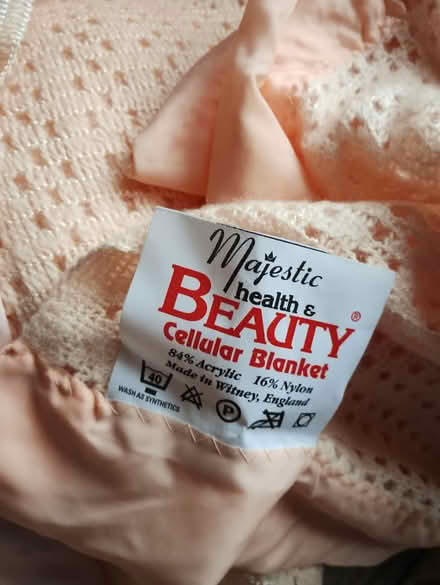 Majestic
health &
BEAUTY ®
Cellular Blanket
84% Acrylic 16% Nylon
Made in Witney, England
40 P
WASH AS SYNTHETICS